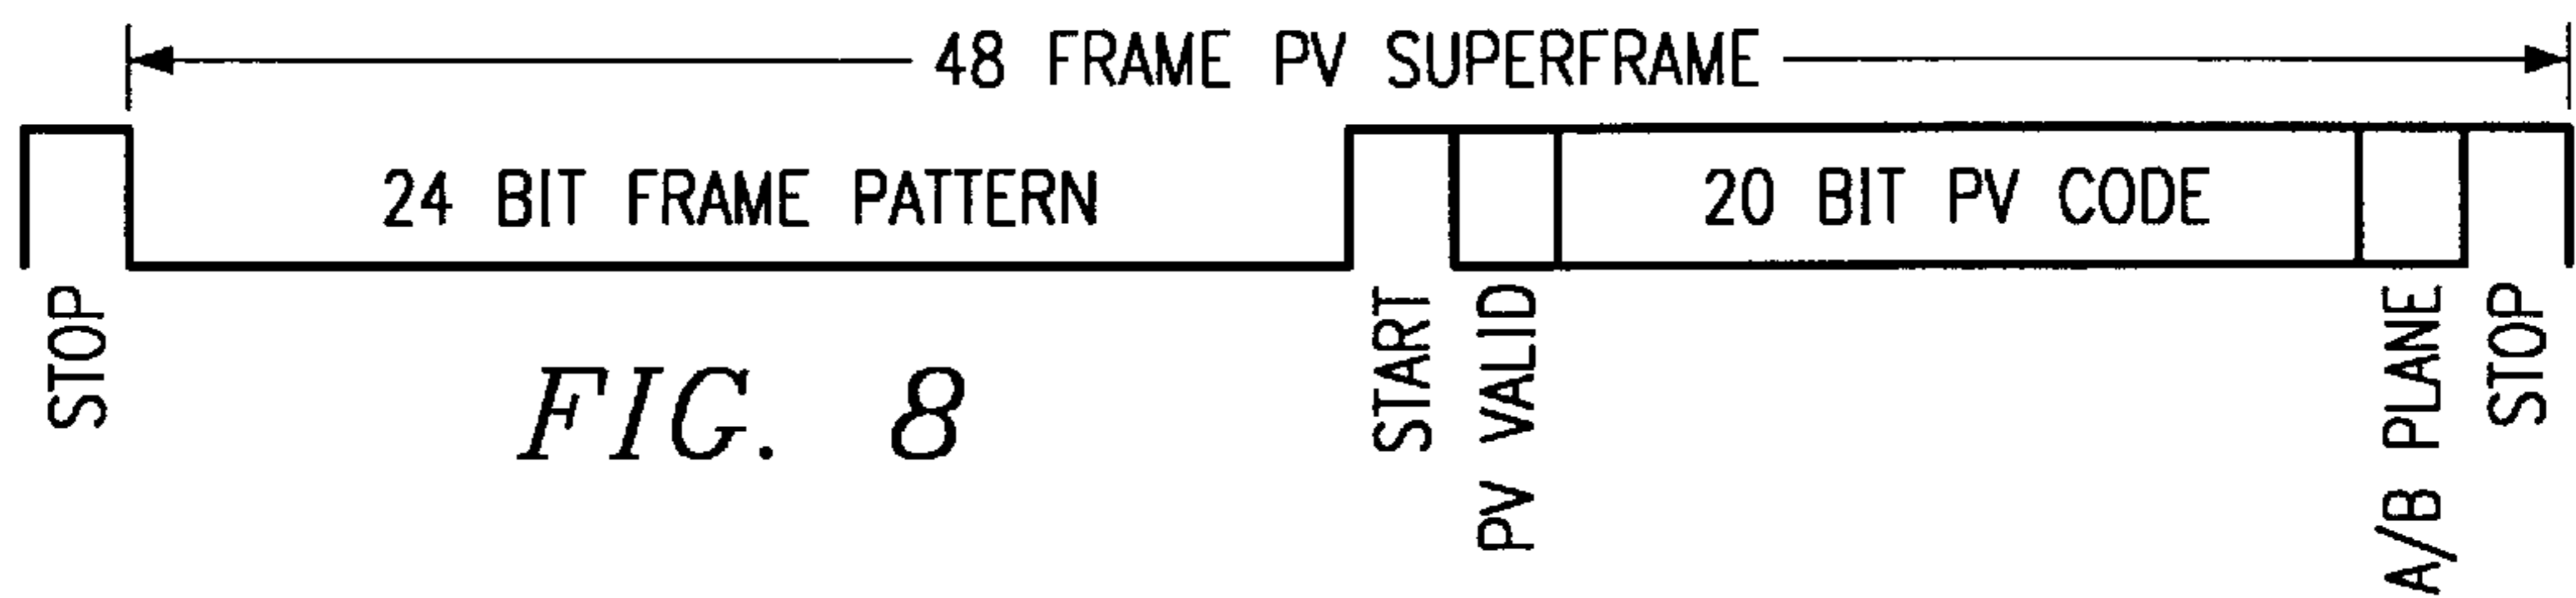 48 FRAME PV SUPERFRAME
24 BIT FRAME PATTERN
20 BIT PV CODE
STOP
START
PV VALID
A/B PLANE
STOP
FIG. 8